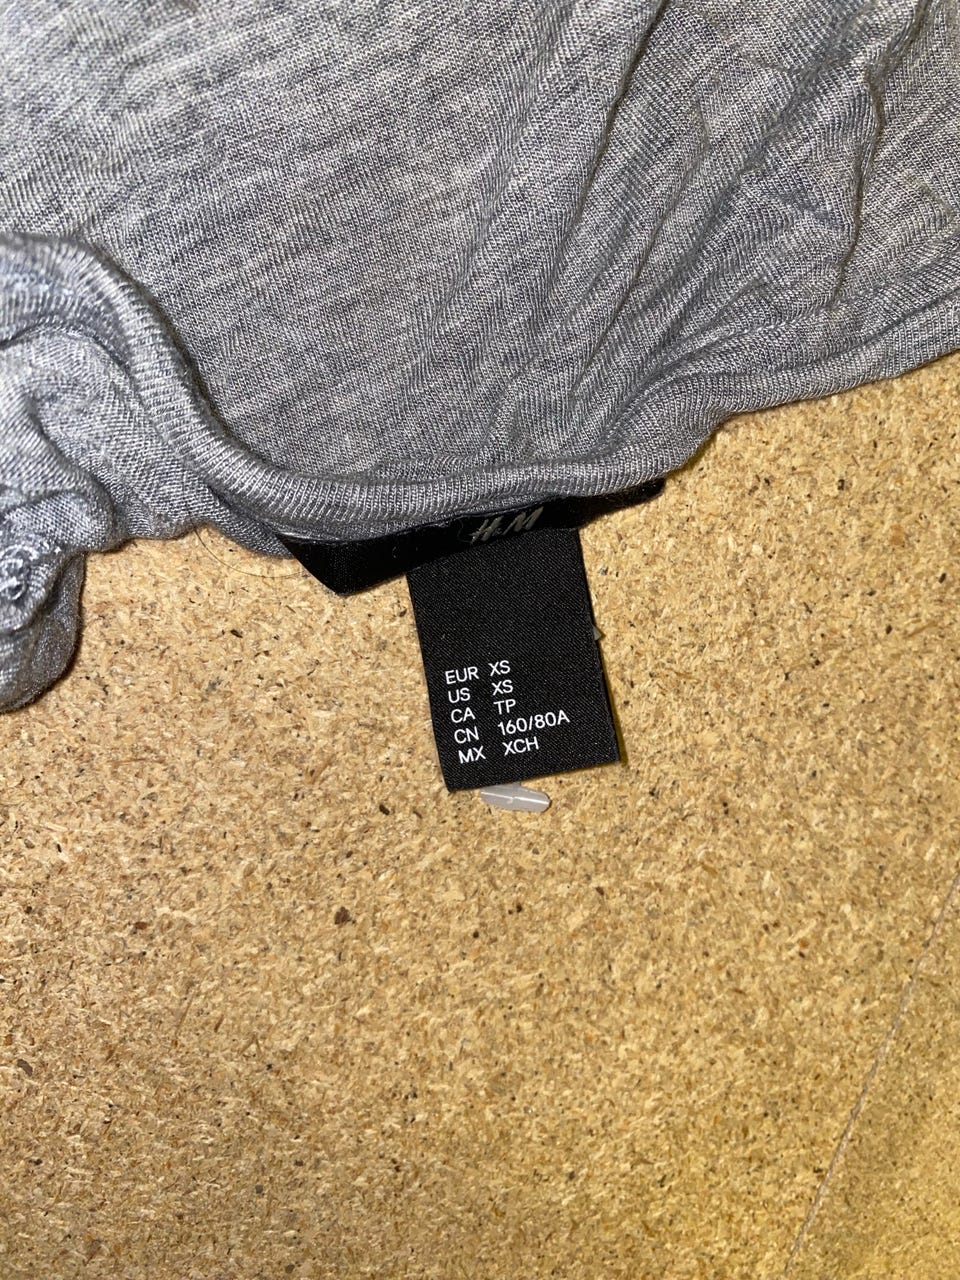 H&M
EUR XS
US XS
CA TP
CN 160/80A
MX XCH